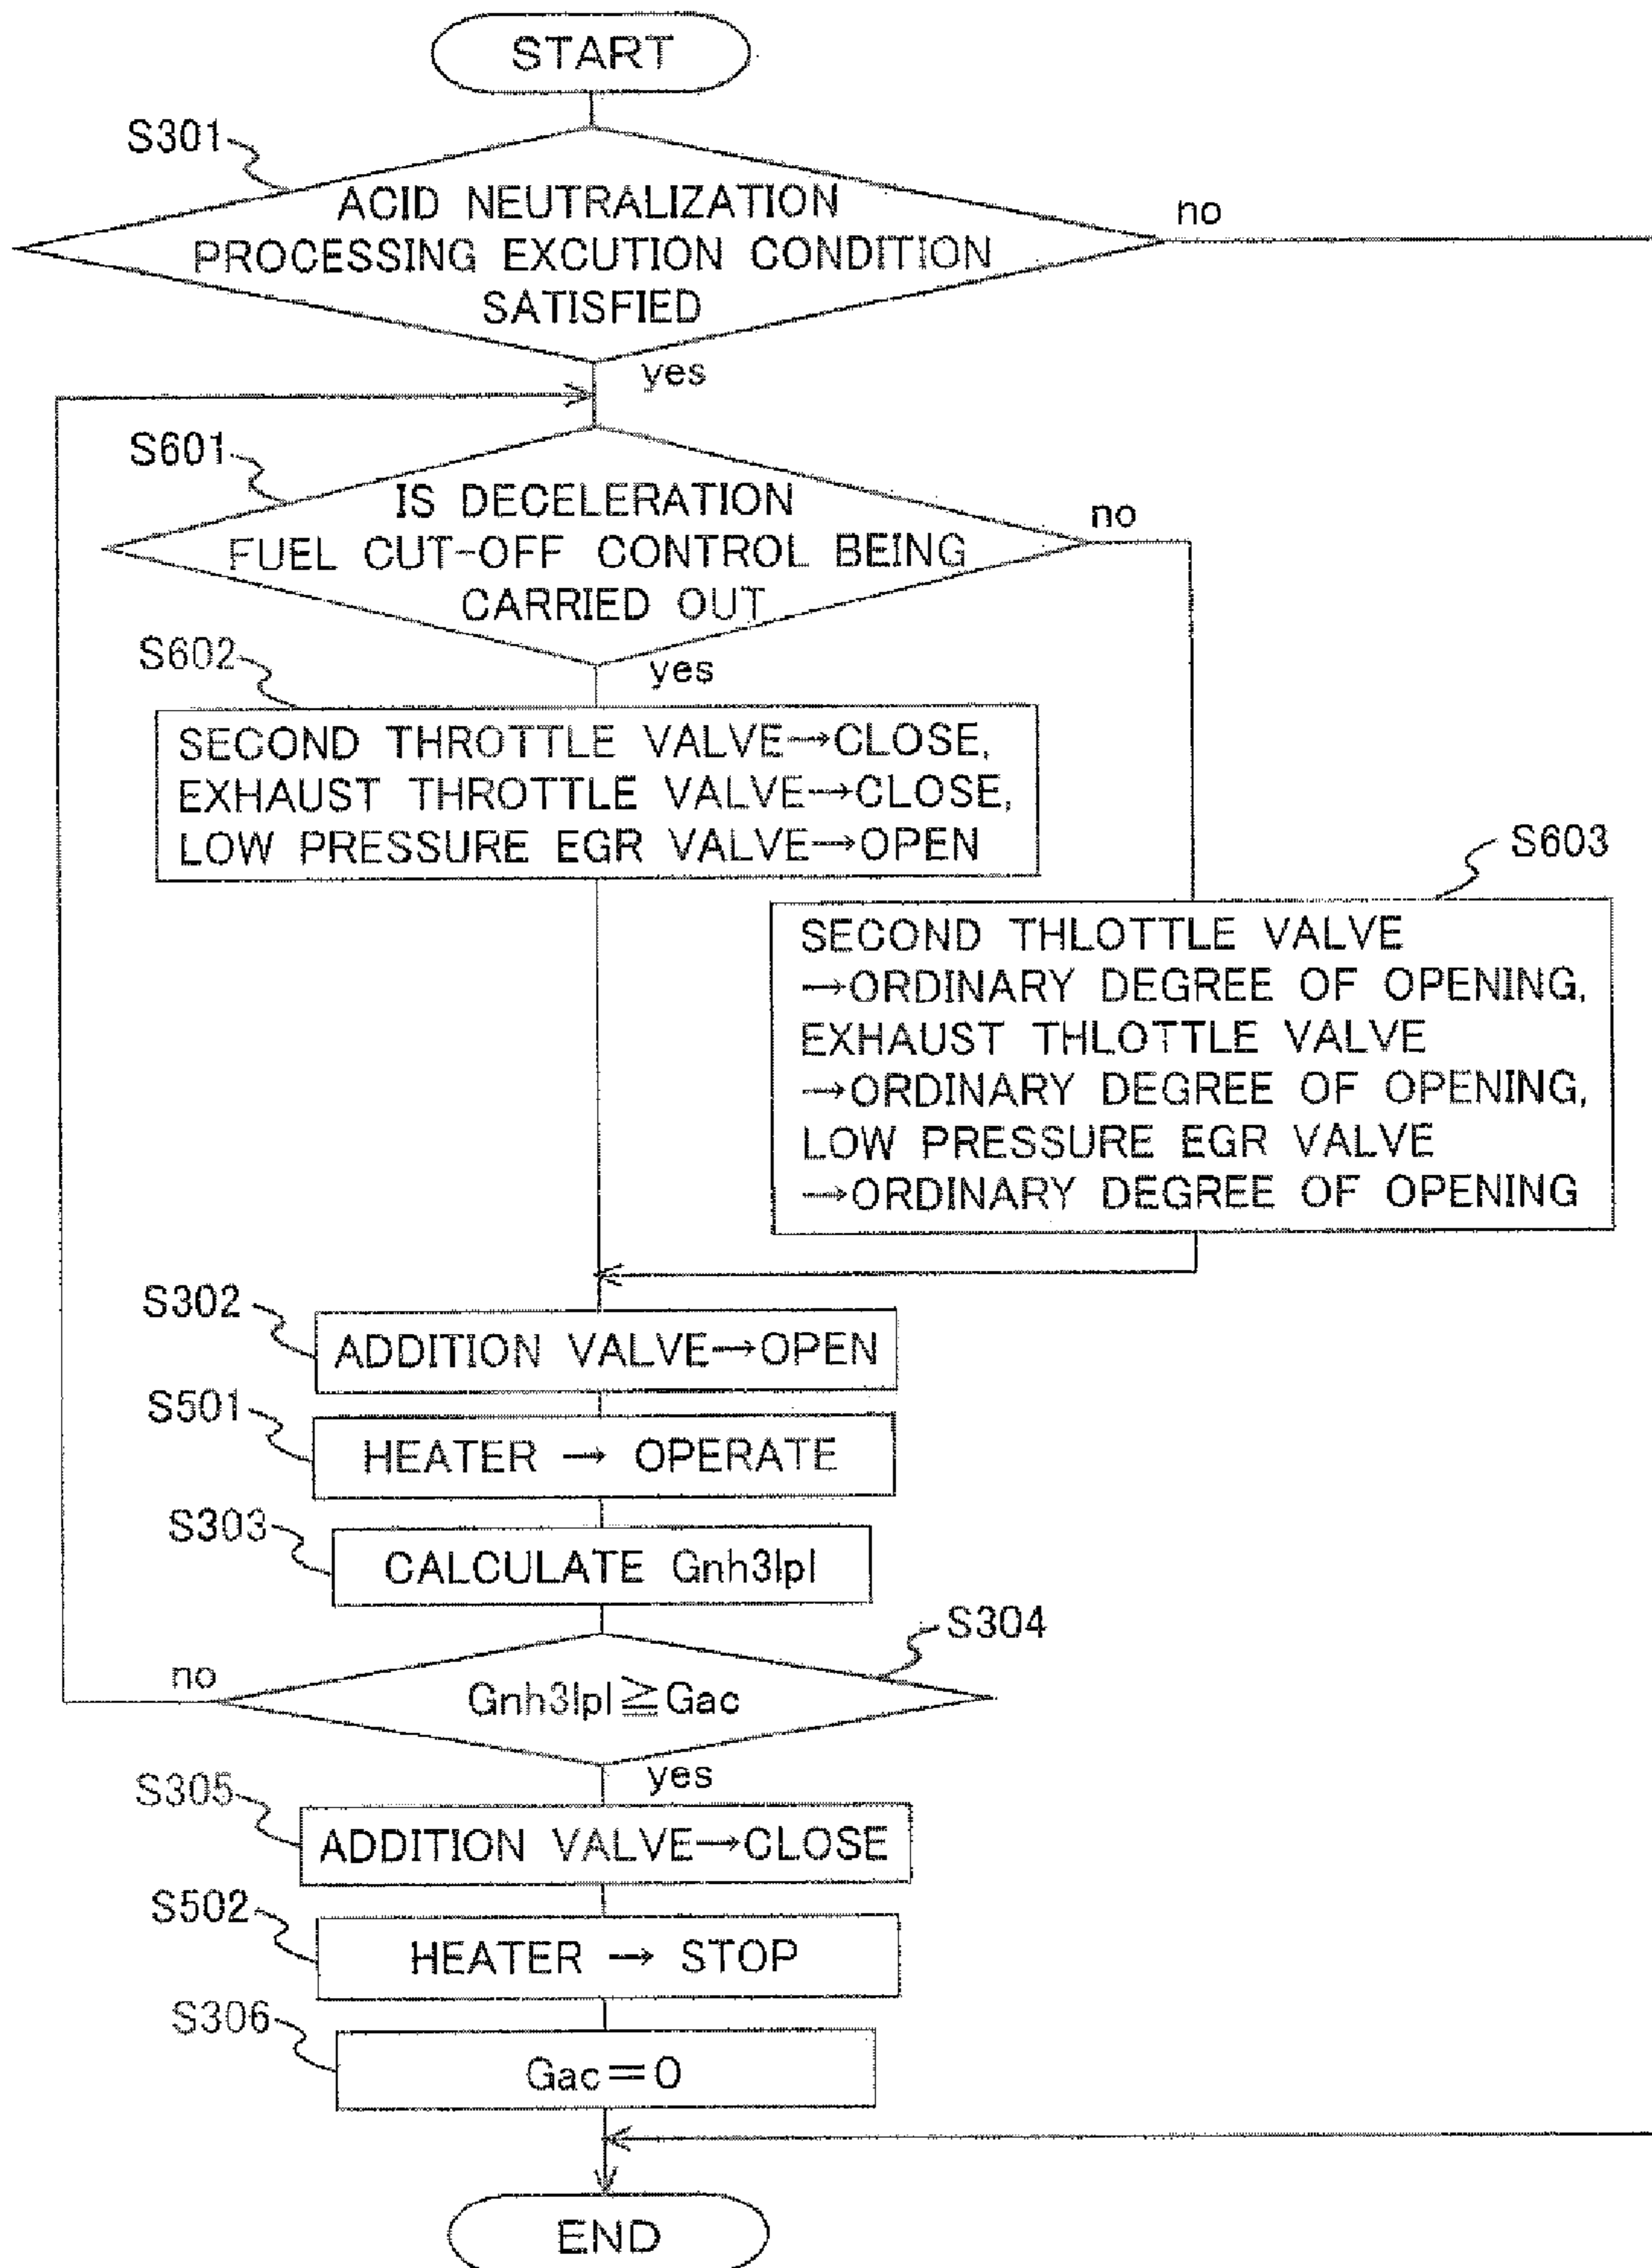 START
S301
ACID NEUTRALIZATION
PROCESSING EXCUTION CONDITION
SATISFIED
no
yes
S601
IS DECELERATION
FUEL CUT-OFF CONTROL BEING
CARRIED OUT
no
yes
S602
SECOND THROTTLE VALVE→CLOSE,
EXHAUST THROTTLE VALVE→CLOSE,
LOW PRESSURE EGR VALVE→OPEN
S603
SECOND THLOTTLE VALVE
→ORDINARY DEGREE OF OPENING,
EXHAUST THLOTTLE VALVE
→ORDINARY DEGREE OF OPENING,
LOW PRESSURE EGR VALVE
→ORDINARY DEGREE OF OPENING
S302
ADDITION VALVE→OPEN
S501
HEATER → OPERATE
S303
CALCULATE Gnh3lpl
S304
no
Gnh3lpl≧Gac
yes
S305
ADDITION VALVE→CLOSE
S502
HEATER → STOP
S306
Gac=0
END